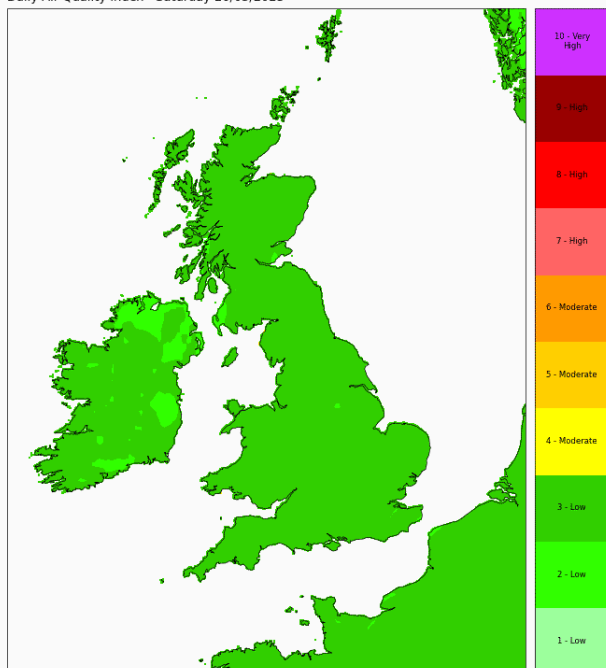 10 - Very
High
9 - High
8 - High
7 - High
6 - Moderate
5 - Moderate
4 - Moderate
3 - Low
2 - Low
1 - Low